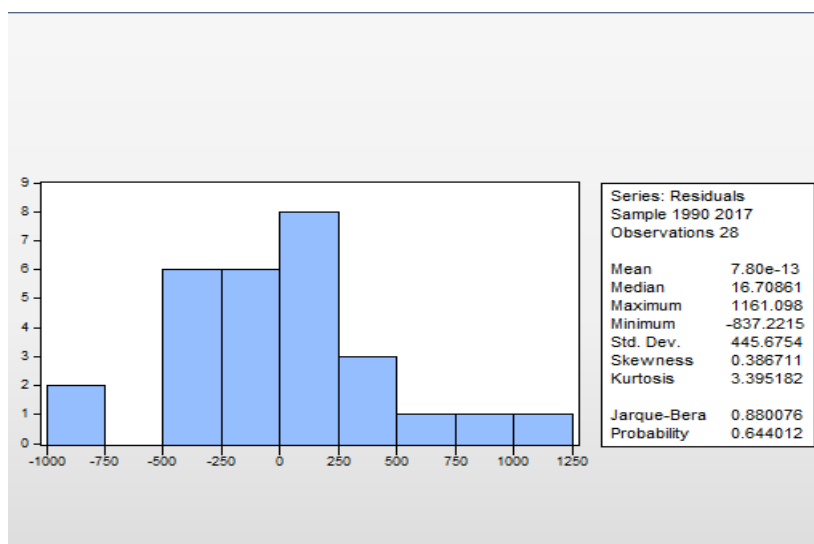 9
8
7
6
5
4
3
2
1
0
-1000 -750 -500 -250 0 250 500 750 1000 1250
Series: Residuals
Sample 1990 2017
Observations 28
Mean 7.80e-13
Median 16.70861
Maximum 1161.098
Minimum -837.2215
Std. Dev. 445.6754
Skewness 0.386711
Kurtosis 3.395182
Jarque-Bera 0.880076
Probability 0.644012